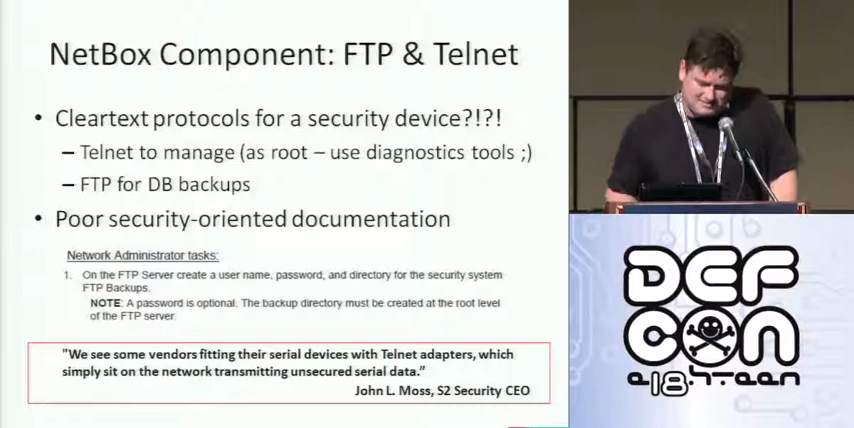 NetBox Component: FTP & Telnet
• Cleartext protocols for a security device?!?!
– Telnet to manage (as root – use diagnostics tools ;)
– FTP for DB backups
• Poor security-oriented documentation
Network Administrator tasks:
1. On the FTP Server create a user name, password, and directory for the security system
FTP Backups.
NOTE: A password is optional. The backup directory must be created at the root level
of the FTP server.
"We see some vendors fitting their serial devices with Telnet adapters, which
simply sit on the network transmitting unsecured serial data."
John L. Moss, S2 Security CEO
DEF
CON
e18h.teen